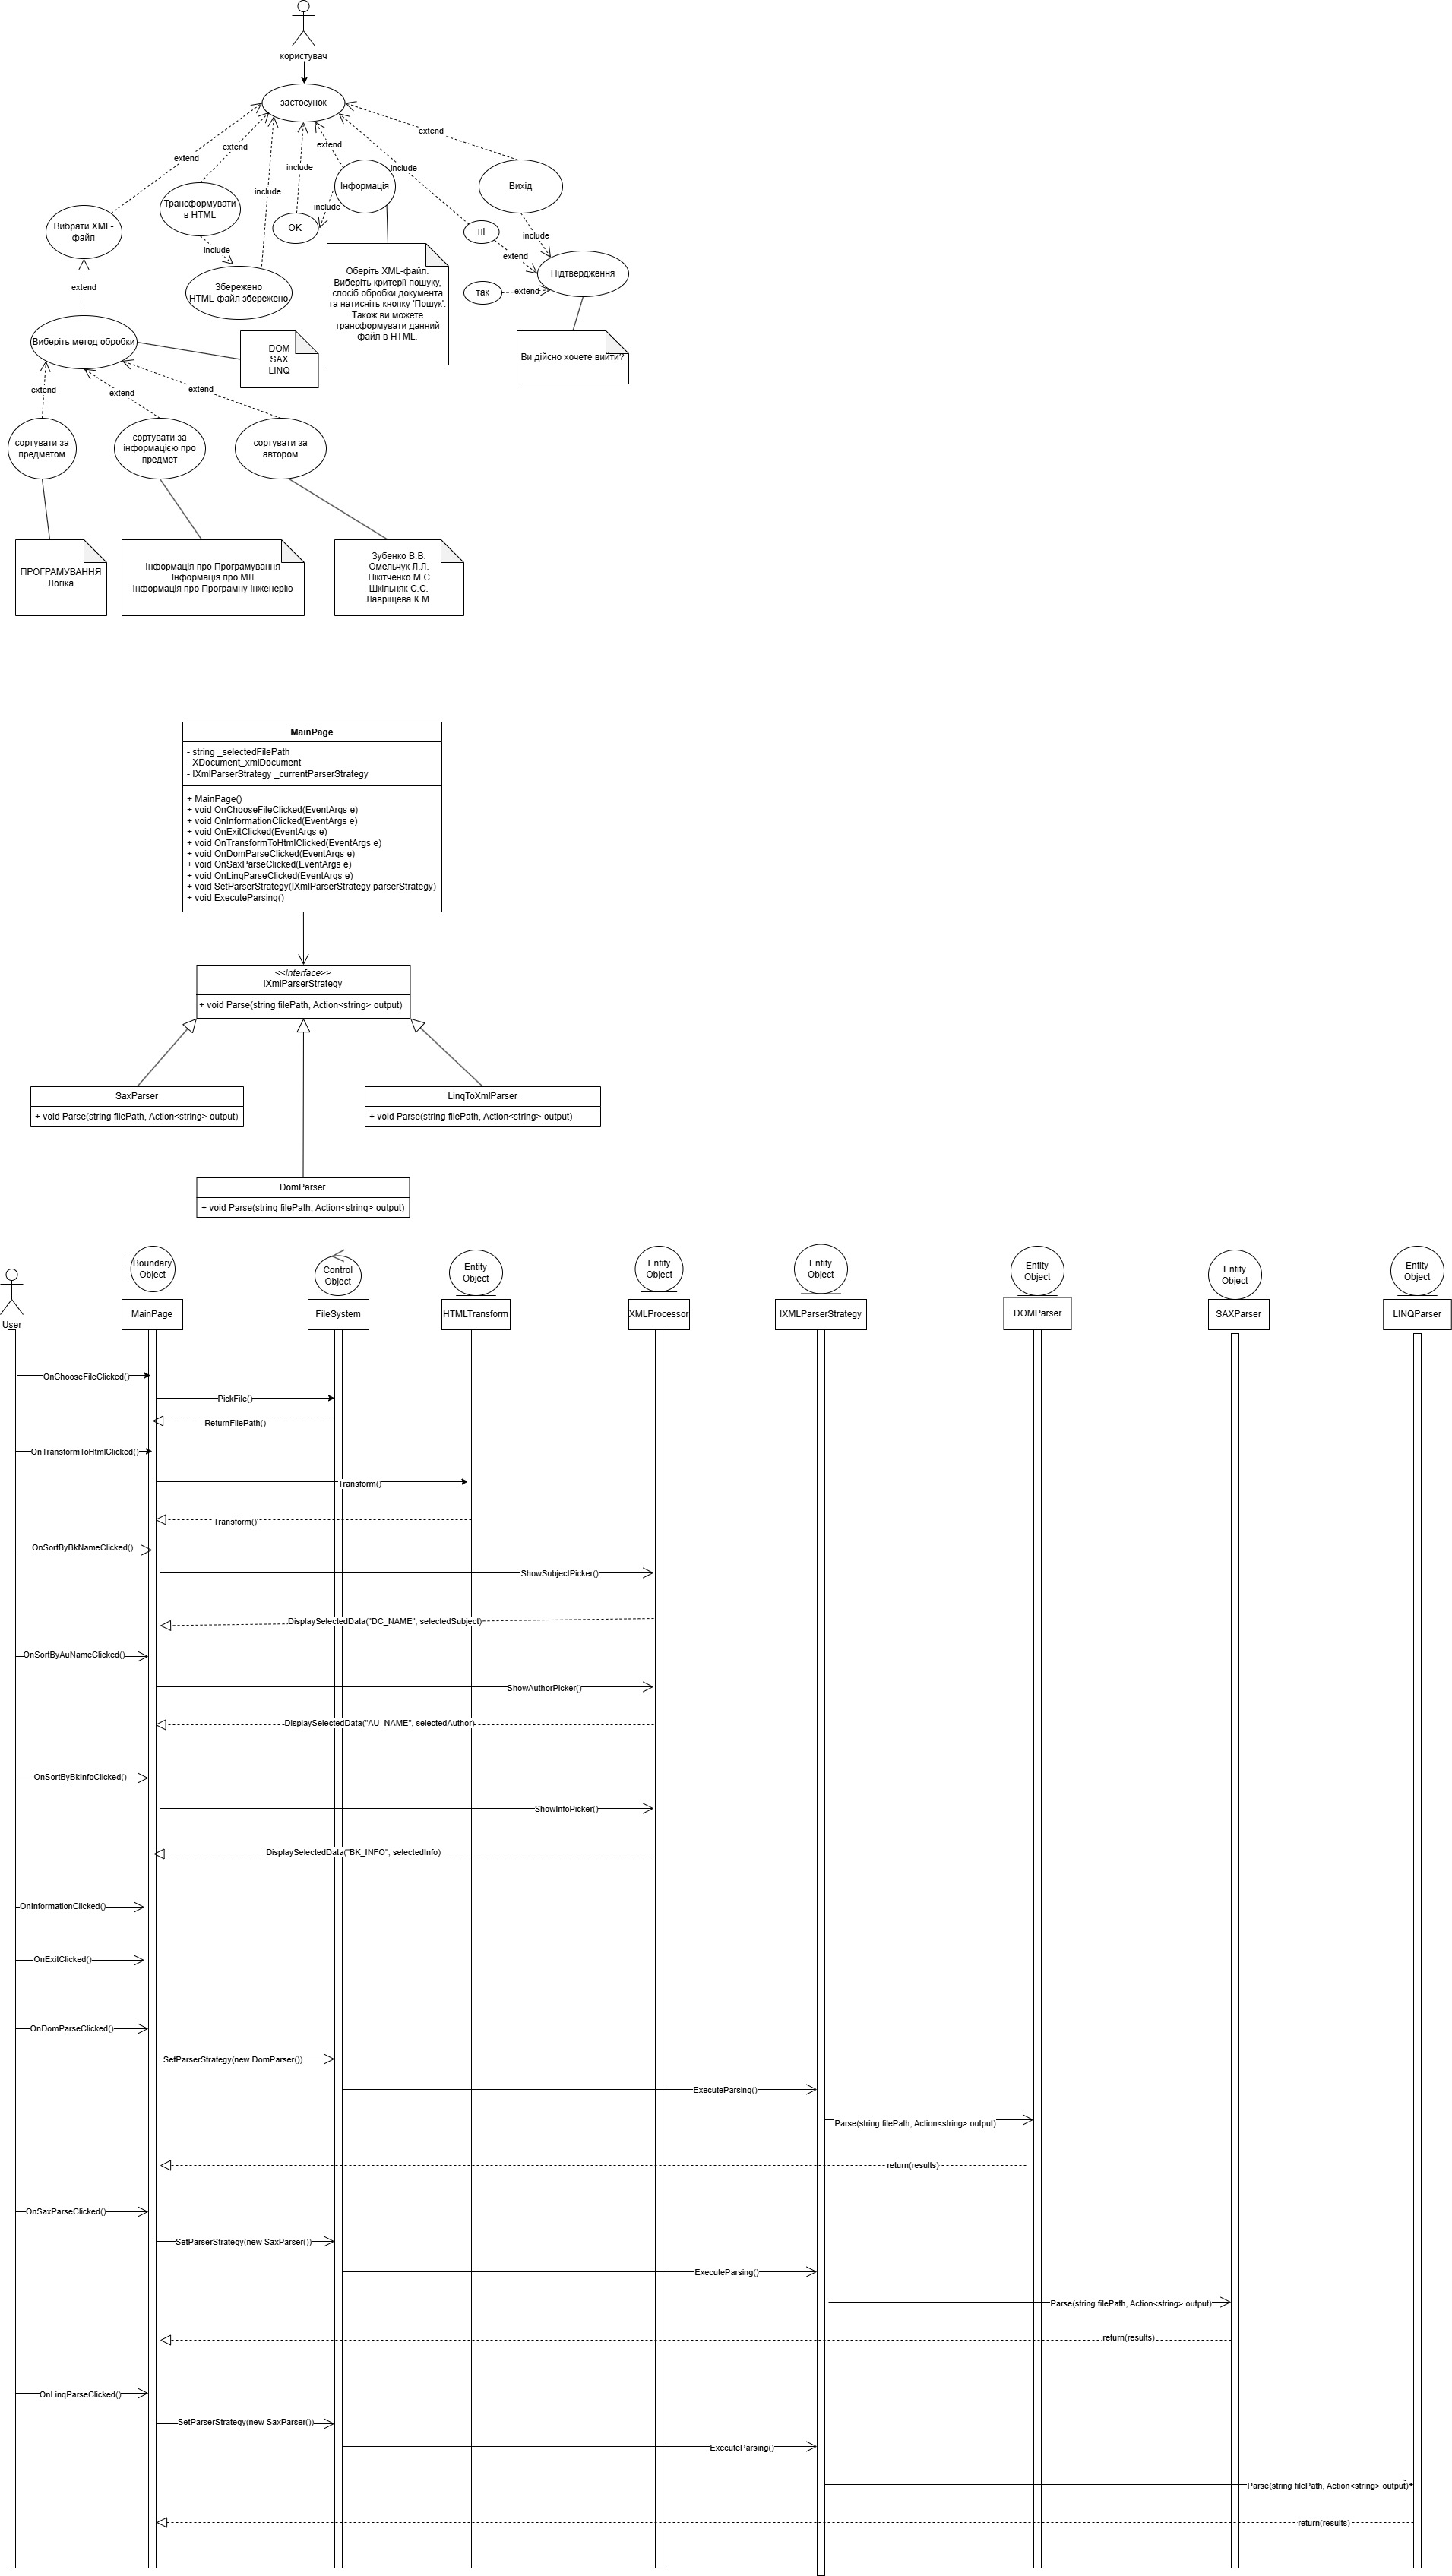 користувач
застосунок
extend
extend
extend
include
extend
include
include
Інформація
Вихід
Трансформувати
в HTML
include
Вибрати XML-
файл
OK
ні
include
include
extend
Підтвердження
Збережено
HTML-файл збережено
extend
так
extend
Оберіть XML-файл.
Виберіть критерії пошуку,
спосіб обробки документа
та натисніть кнопку 'Пошук'.
Також ви можете
трансформувати данний
файл в HTML.
Виберіть метод обробки
DOM
SAX
LINQ
Ви дійсно хочете вийти?
extend
extend
extend
сортувати за
предметом
сортувати за
інформацією про
предмет
сортувати за
автором
ПРОГРАМУВАННЯ
Логіка
Інформація про Програмування
Інформація про МЛ
Інформація про Програмну Інженерію
Зубенко В.В.
Омельчук Л.Л.
Нікітченко М.С
Шкільняк С.С.
Лавріщева К.М.
MainPage
- string _selectedFilePath
- XDocument_xmlDocument
- IXmlParserStrategy _currentParserStrategy
+ MainPage()
+ void OnChooseFileClicked(EventArgs e)
+ void OnInformationClicked(EventArgs e)
+ void OnExitClicked(EventArgs e)
+ void OnTransformToHtmlClicked(EventArgs e)
+ void OnDomParseClicked(EventArgs e)
+ void OnSaxParseClicked(EventArgs e)
+ void OnLinqParseClicked(EventArgs e)
+ void SetParserStrategy(IXmlParserStrategy parserStrategy)
+ void ExecuteParsing()
<<Interface>>
IXmlParserStrategy
+ void Parse(string filePath, Action<string> output)
SaxParser
+ void Parse(string filePath, Action<string> output)
LinqToXmlParser
+ void Parse(string filePath, Action<string> output)
DomParser
+ void Parse(string filePath, Action<string> output)
User
Boundary
Object
MainPage
Control
Object
FileSystem
Entity
Object
HTMLTransform
Entity
Object
XMLProcessor
Entity
Object
IXMLParserStrategy
Entity
Object
DOMParser
Entity
Object
SAXParser
Entity
Object
LINQParser
OnChooseFileClicked()
PickFile()
ReturnFilePath()
OnTransformToHtmlClicked()
Transform()
Transform()
OnSortByBkNameClicked()
ShowSubjectPicker()
DisplaySelectedData("DC_NAME", selectedSubject)
OnSortByAuNameClicked()
ShowAuthorPicker()
DisplaySelectedData("AU_NAME", selectedAuthor)
OnSortByBkInfoClicked()
ShowInfoPicker()
DisplaySelectedData("BK_INFO", selectedInfo)
OnInformationClicked()
OnExitClicked()
OnDomParseClicked()
SetParserStrategy(new DomParser())
ExecuteParsing()
Parse(string filePath, Action<string> output)
return(results)
OnSaxParseClicked()
SetParserStrategy(new SaxParser())
ExecuteParsing()
Parse(string filePath, Action<string> output)
return(results)
OnLinqParseClicked()
SetParserStrategy(new SaxParser())
ExecuteParsing()
Parse(string filePath, Action<string> output)
return(results)